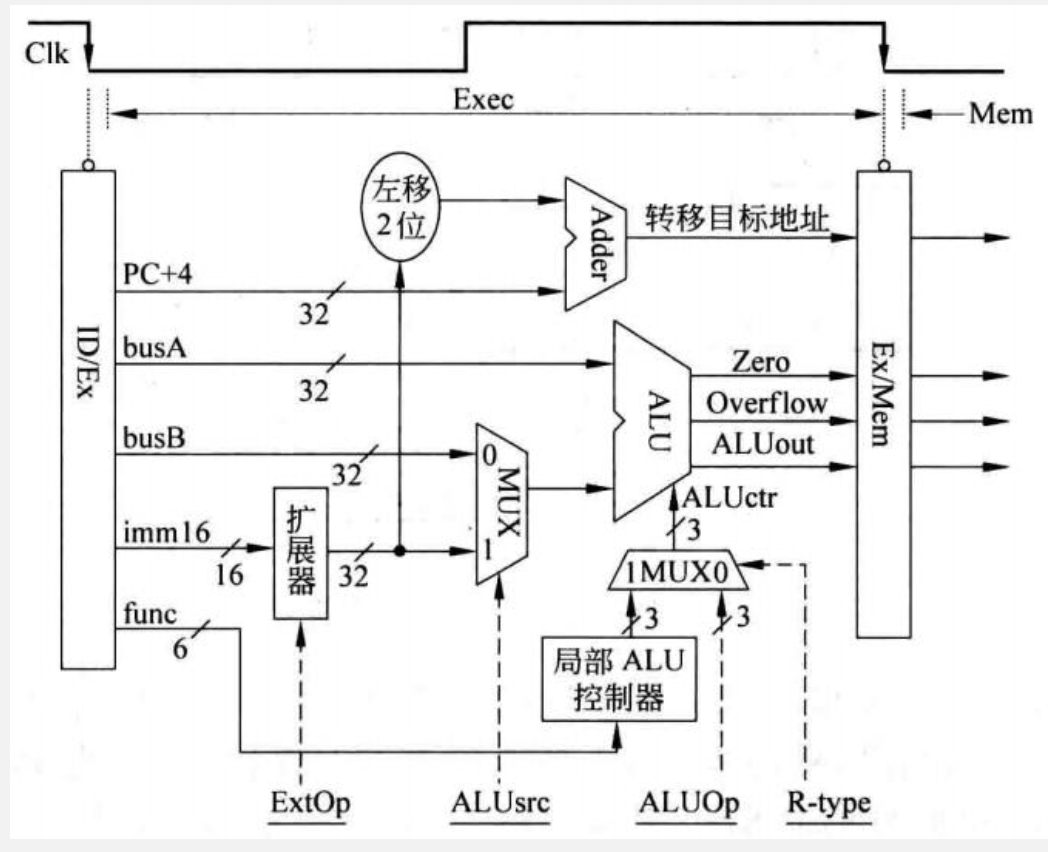 Clk
Exec
Mem
左移
2位
Adder
转移目标地址
PC+4
32
ID/Ex
busA
32
ALU
Zero
Overflow
ALUout
Ex/Mem
busB
32
0
MUX
1
ALUctr
3
imm16
16
扩展器
32
1MUX0
func
6
3
3
局部 ALU
控制器
ExtOp
ALUsrc
ALUOp
R-type